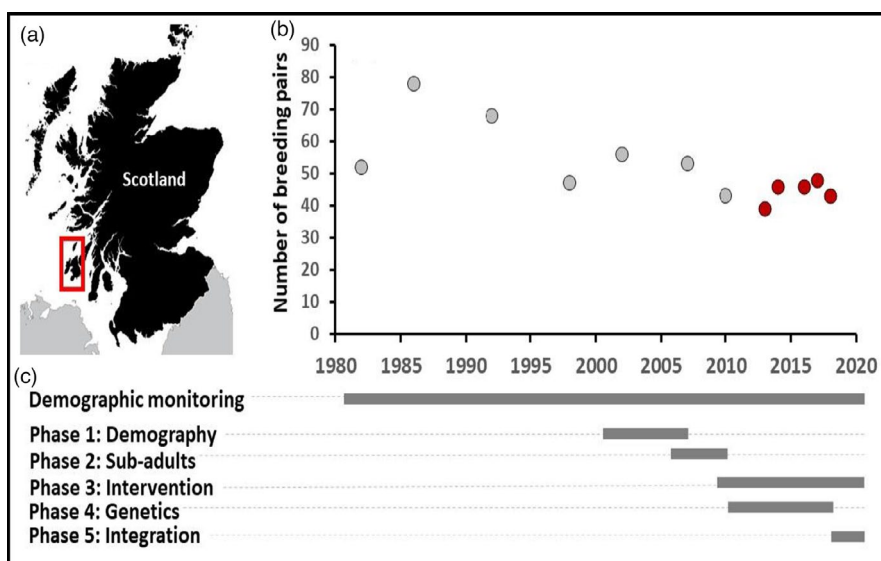 (a)
Scotland
(b)
Number of breeding pairs
90
80
70
60
50
40
30
20
10
0
1980 1985 1990 1995 2000 2005 2010 2015 2020
(c)
Demographic monitoring
Phase 1: Demography
Phase 2: Sub-adults
Phase 3: Intervention
Phase 4: Genetics
Phase 5: Integration